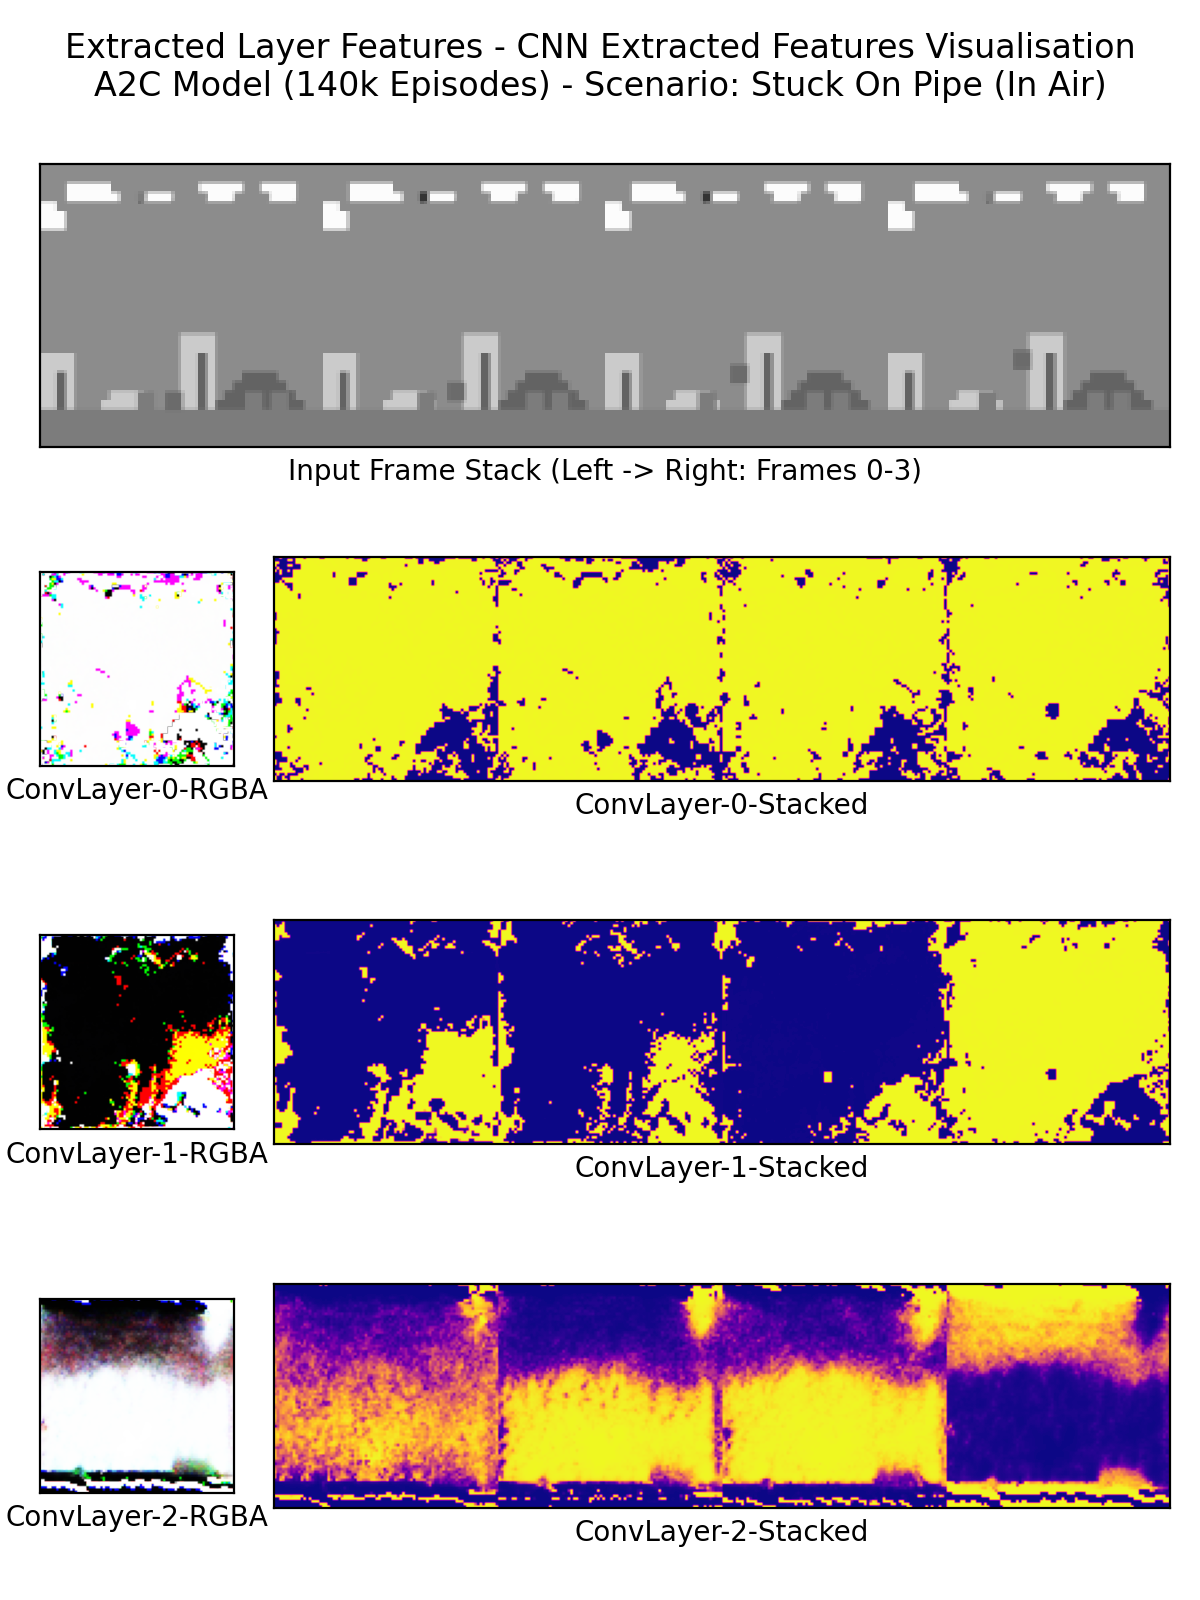 Extracted Layer Features - CNN Extracted Features Visualisation
A2C Model (140k Episodes) - Scenario: Stuck On Pipe (In Air)
Input Frame Stack (Left -> Right: Frames 0-3)
ConvLayer-0-RGBA
ConvLayer-0-Stacked
ConvLayer-1-RGBA
ConvLayer-1-Stacked
ConvLayer-2-RGBA
ConvLayer-2-Stacked